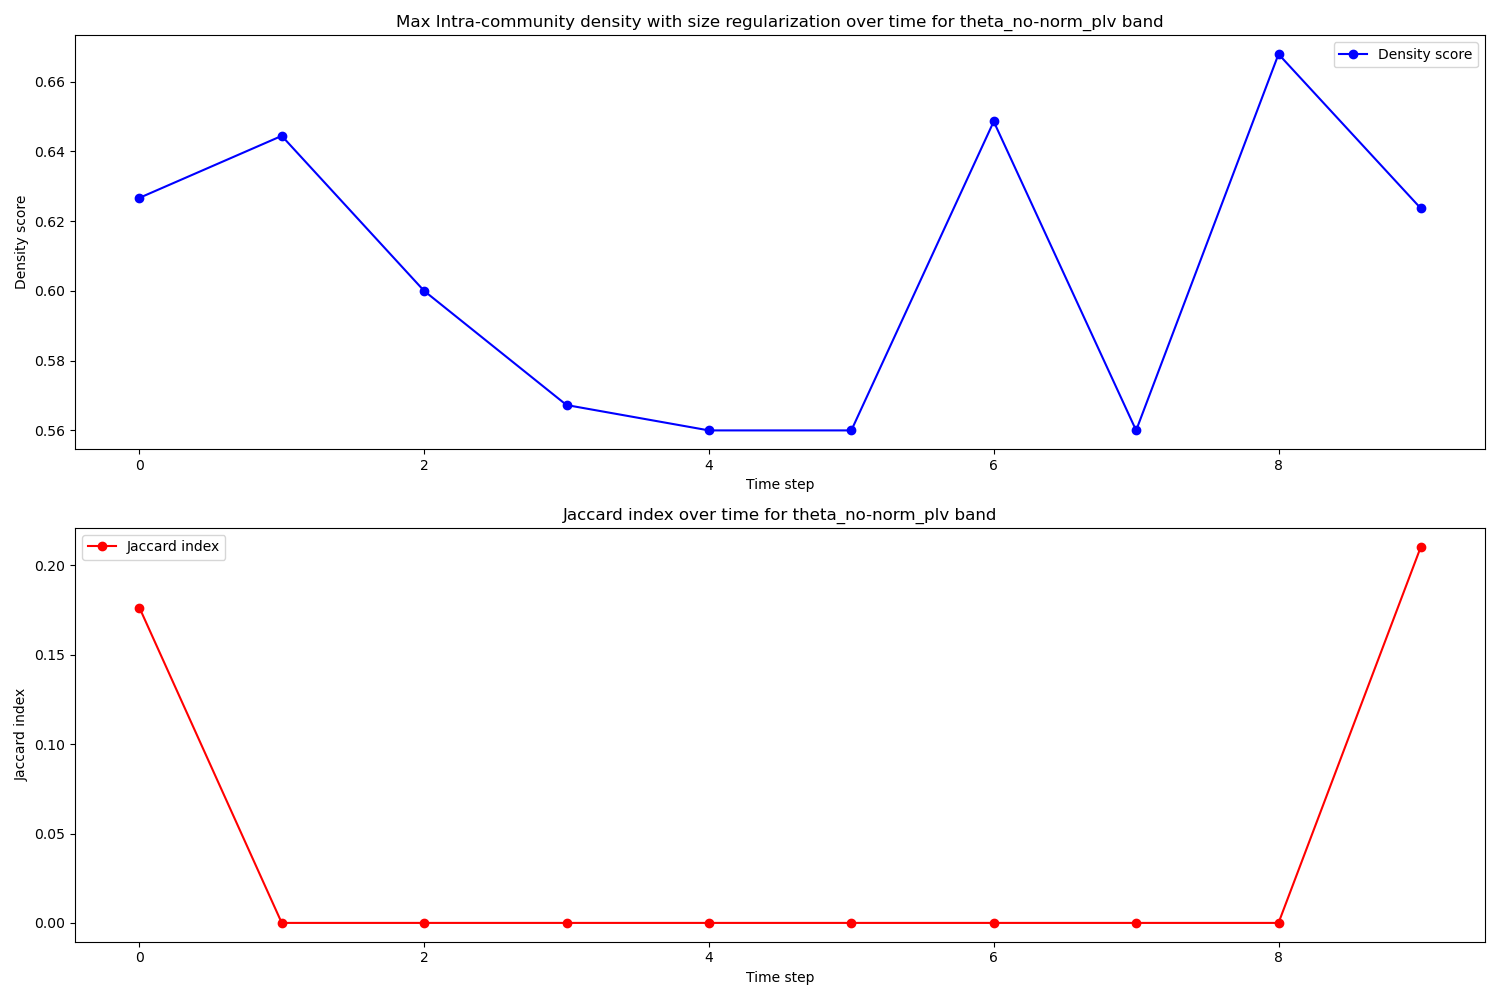 Max Intra-community density with size regularization over time for theta_no-norm_plv band
Density score
0.66
0.64
0.62
0.60
0.58
0.56
Density score
0
2
4
6
8
Time step
Jaccard index over time for theta_no-norm_plv band
Jaccard index
0.20
0.15
0.10
0.05
0.00
Jaccard index
0
2
4
6
8
Time step